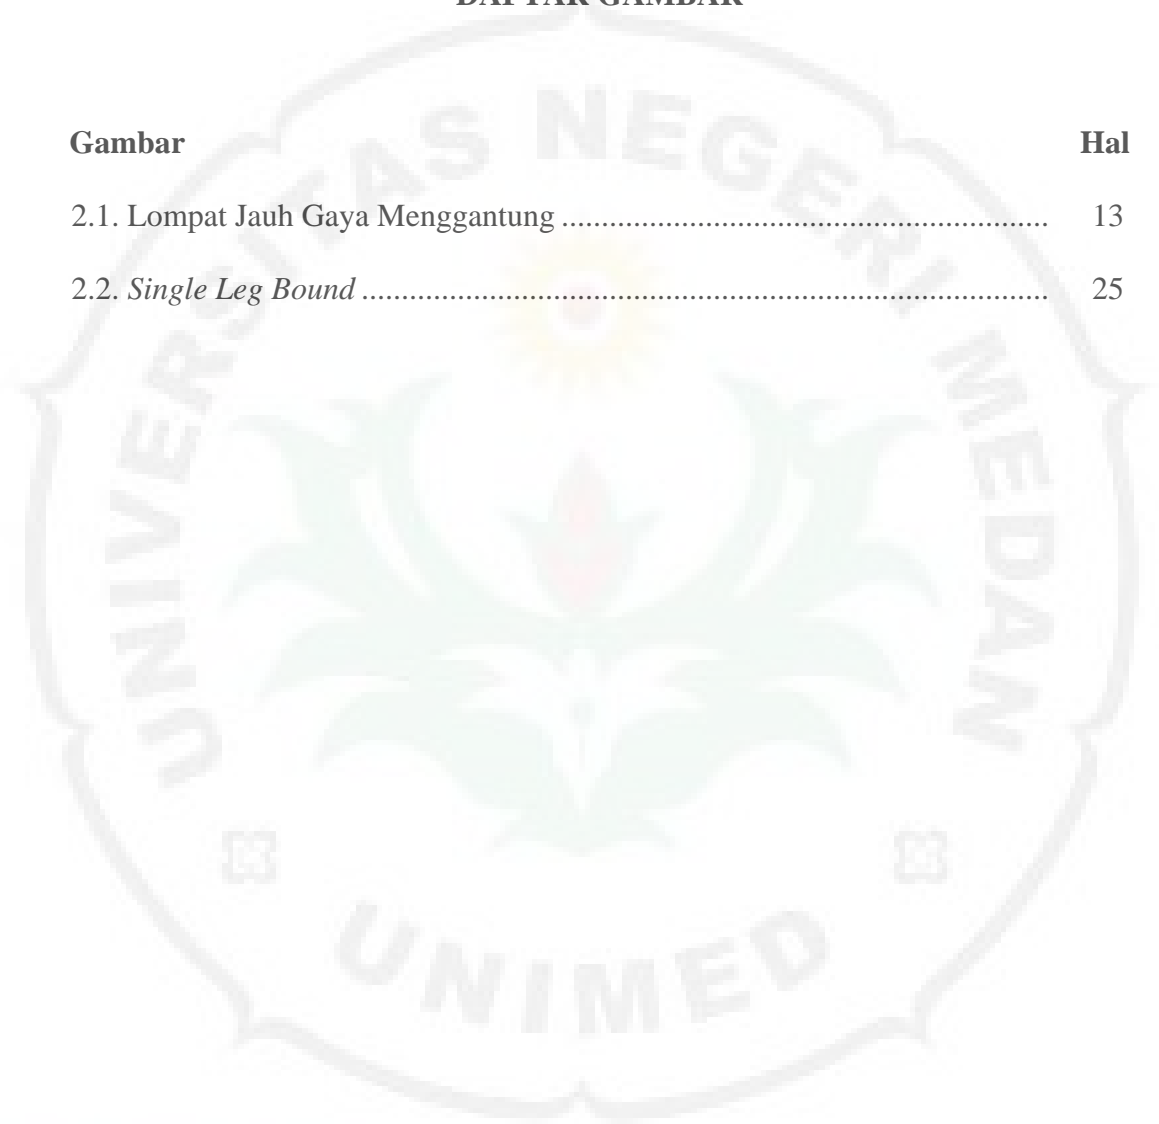 DAFTAR GAMBAR
Gambar Hal
2.1. Lompat Jauh Gaya Menggantung ................................................................. 13
2.2. Single Leg Bound ........................................................................................... 25
UNIVERSITAS NEGERI MEDAN
UNIMED